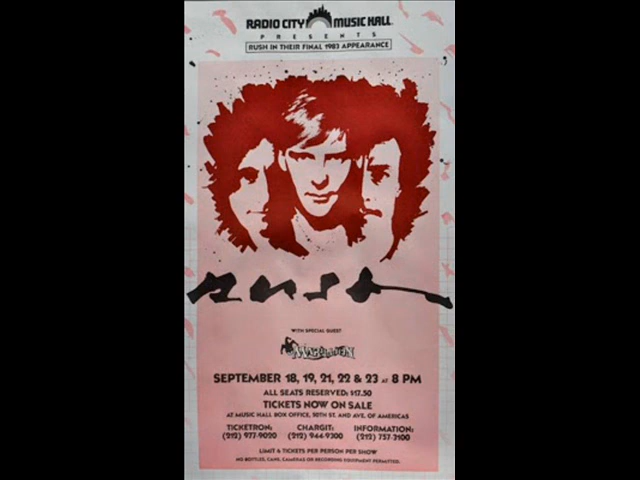 RADIO CITY MUSIC HALL
PRESENTS
RUSH IN THEIR FINAL 1983 APPEARANCE
RUSH
WITH SPECIAL GUEST
MARILLION
SEPTEMBER 18, 19, 21, 22 & 23 AT 8 PM
ALL SEATS RESERVED: $17.50
TICKETS NOW ON SALE
AT MUSIC HALL BOX OFFICE, 50TH ST. AND AVE. OF AMERICAS
TICKETRON: CHARGIT: INFORMATION:
(212) 977-9020 (212) 944-9300 (212) 757-3100
LIMIT 6 TICKETS PER PERSON PER SHOW
NO BOTTLES, CANS, CAMERAS OR RECORDING EQUIPMENT PERMITTED.